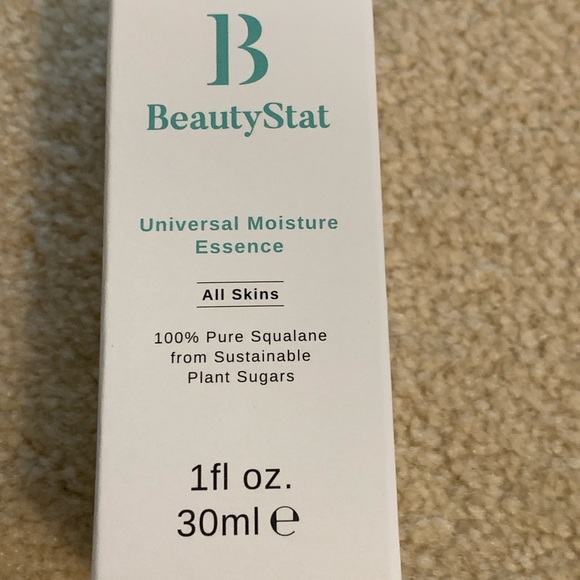 B
BeautyStat
Universal Moisture
Essence
All Skins
100% Pure Squalane
from Sustainable
Plant Sugars
1fl oz.
30ml ℮